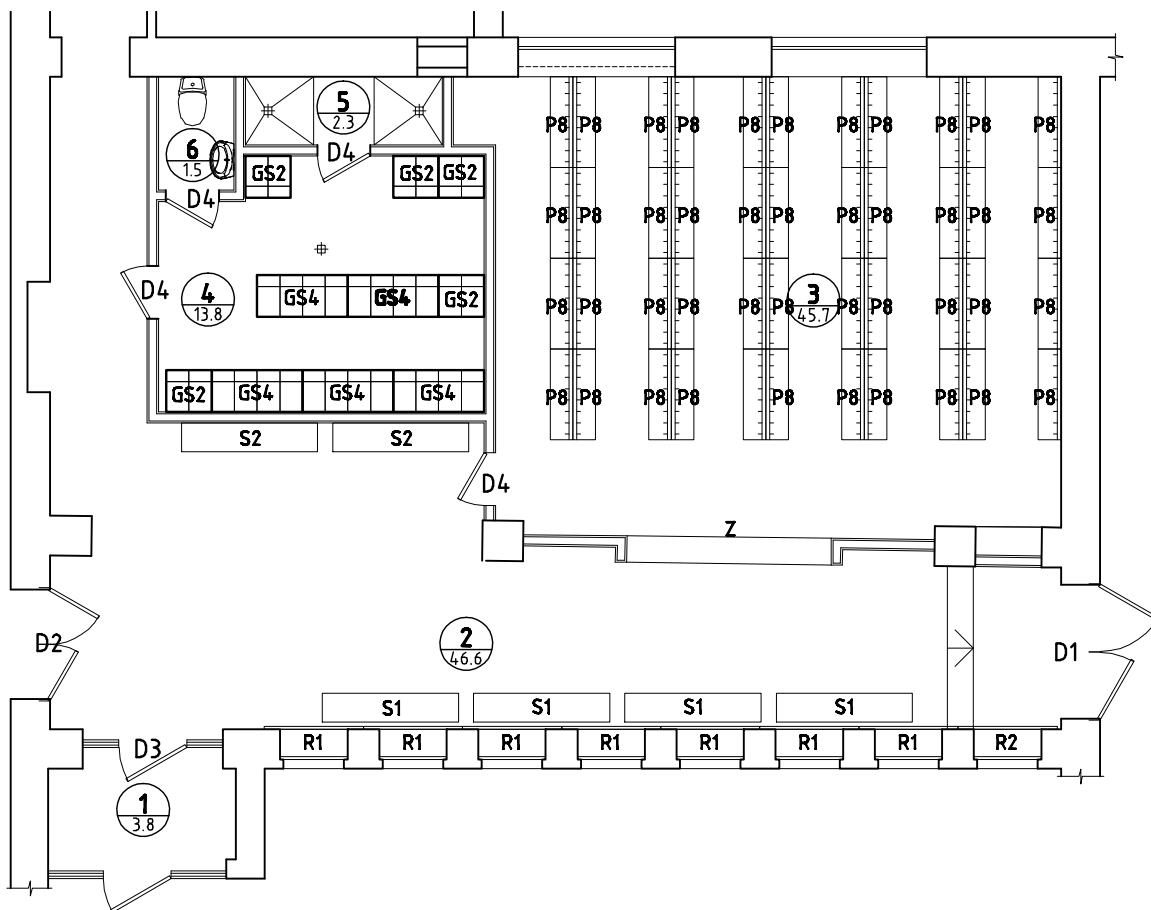 5
2.3
P8 P8 P8 P8 P8 P8 P8 P8 P8 P8 P8
6
1.5
D4
GS2 GS2 GS2
D4
P8 P8 P8 P8 P8 P8 P8 P8 P8 P8 P8
D4
4
13.8
GS4 GS4 GS2
3
45.7
P8 P8 P8 P8 P8 P8 P8 P8 P8 P8 P8
GS2 GS4 GS4 GS4
P8 P8 P8 P8 P8 P8 P8 P8 P8 P8
S2 S2
D4
Z
D2
2
46.6
D1
S1 S1 S1 S1
D3
R1 R1 R1 R1 R1 R1 R1 R2
1
3.8